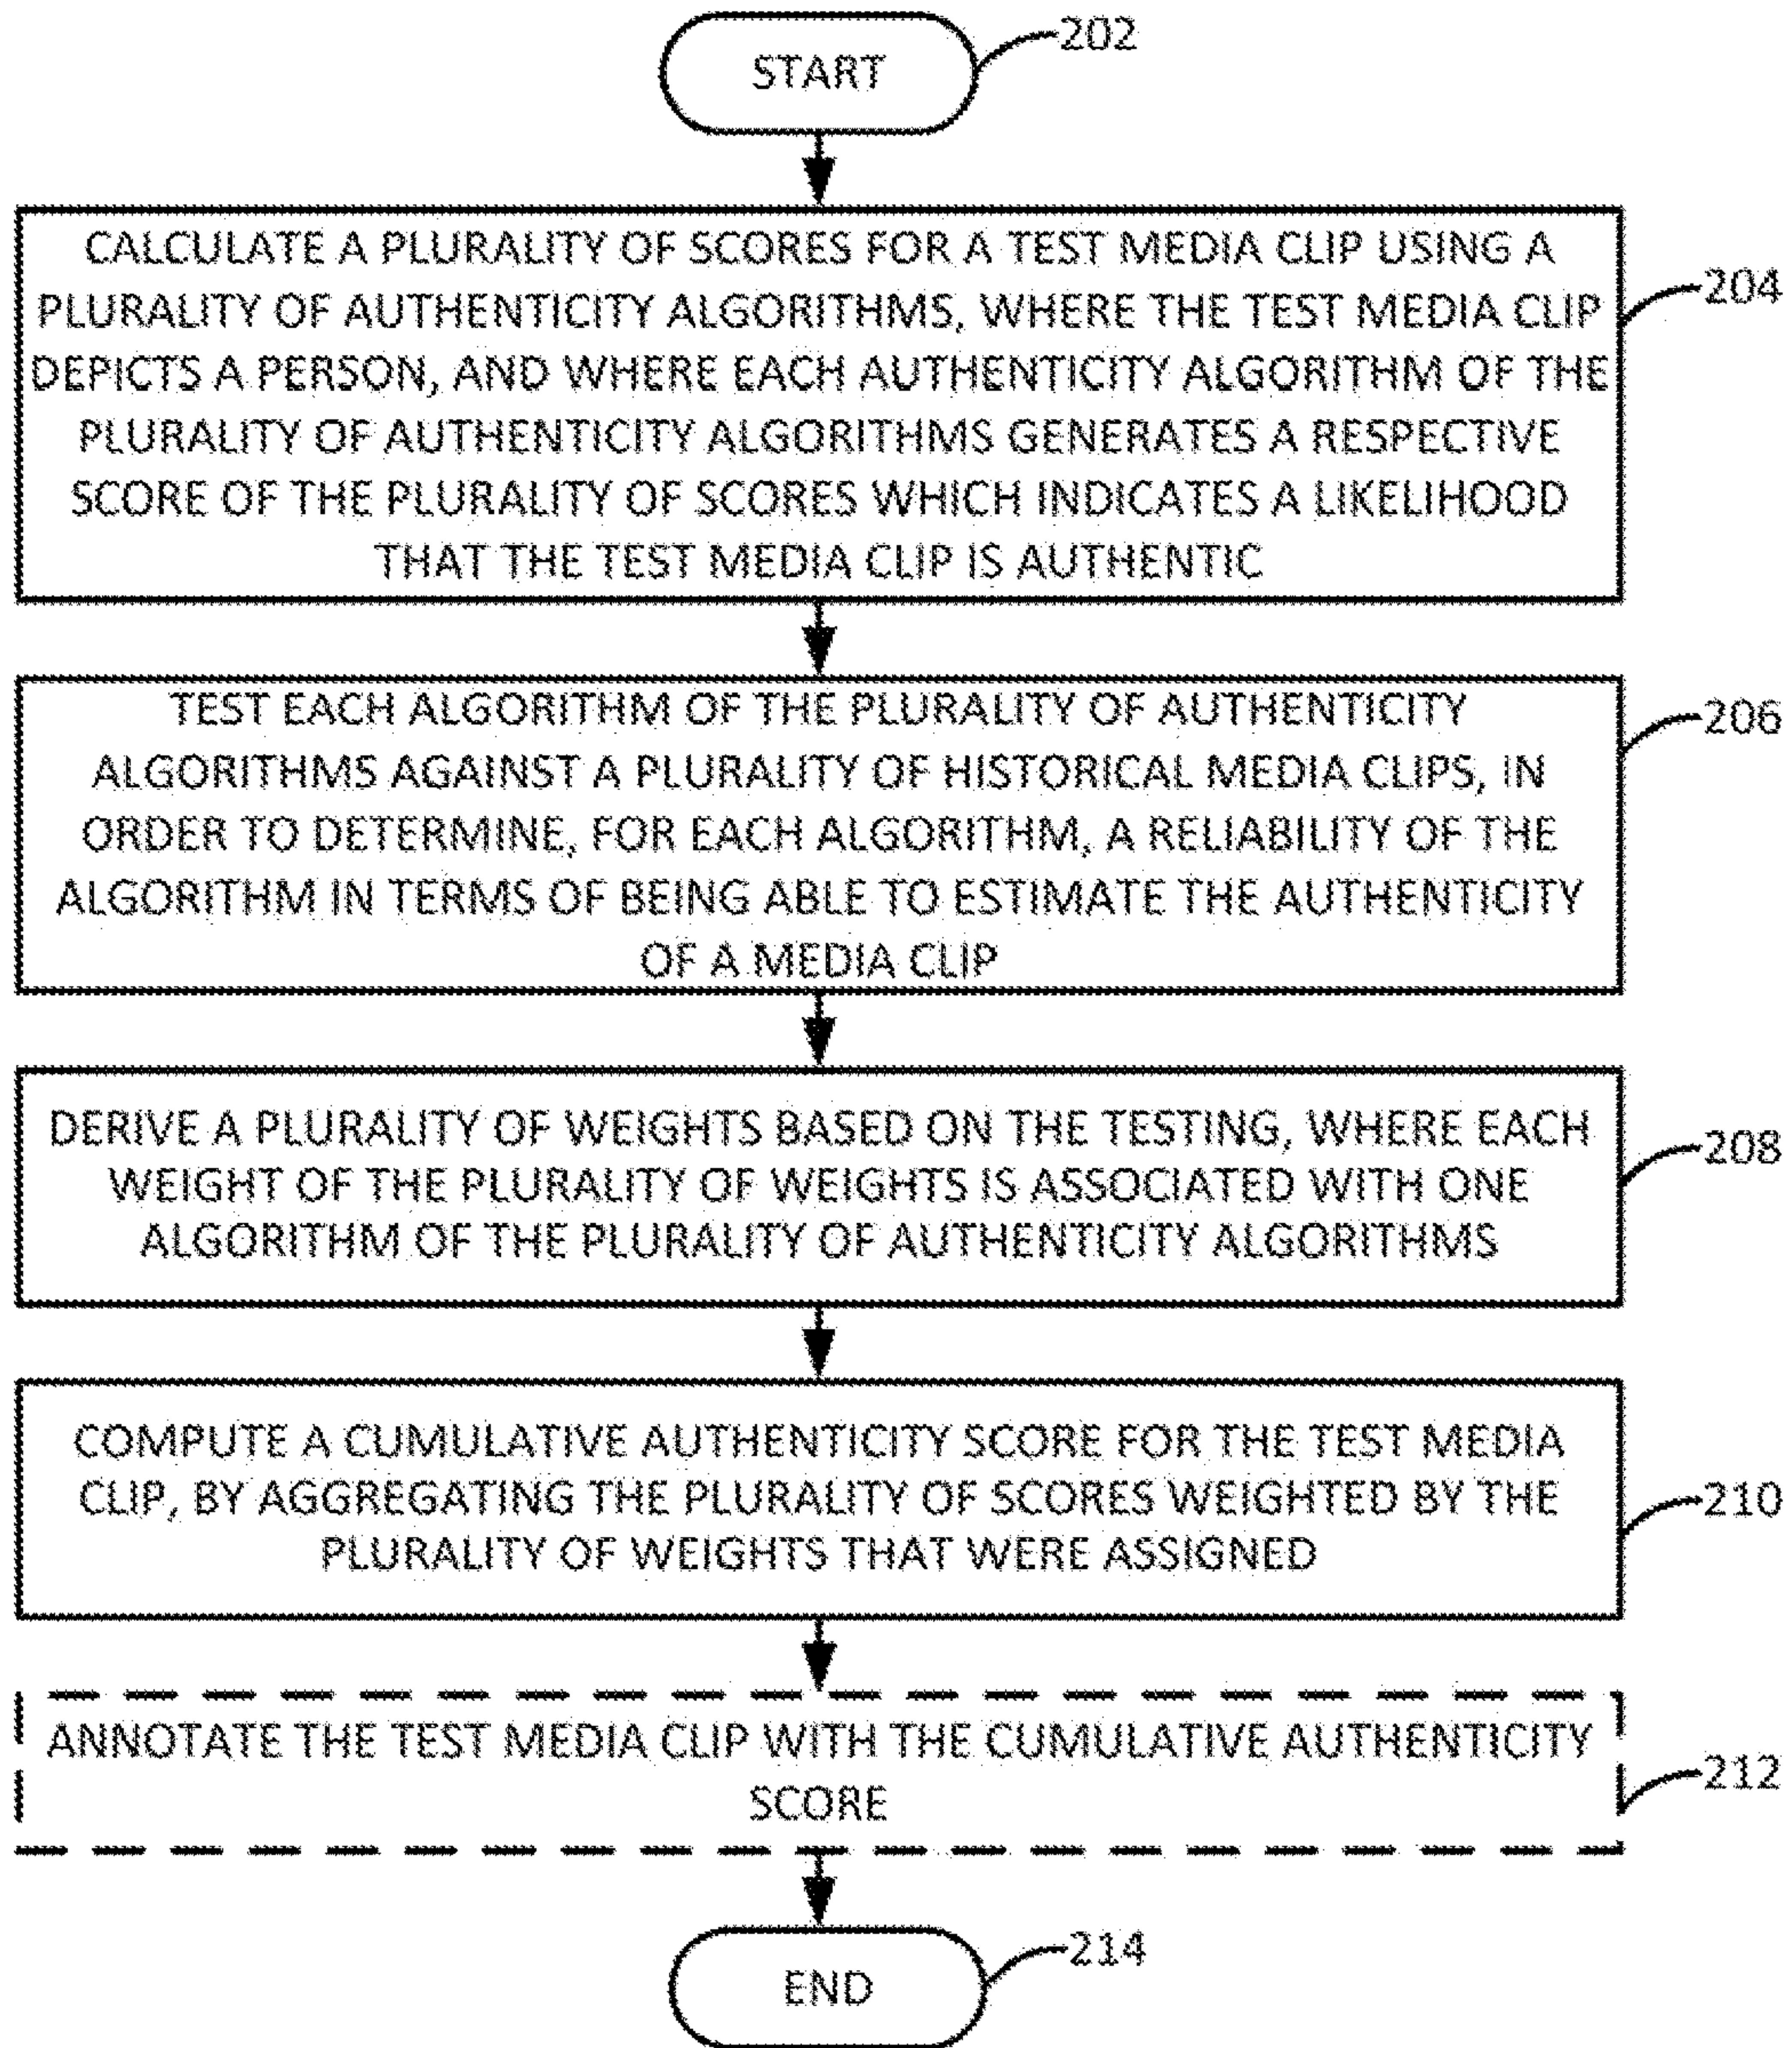 START
202
CALCULATE A PLURALITY OF SCORES FOR A TEST MEDIA CLIP USING A
PLURALITY OF AUTHENTICITY ALGORITHMS, WHERE THE TEST MEDIA CLIP
DEPICTS A PERSON, AND WHERE EACH AUTHENTICITY ALGORITHM OF THE
PLURALITY OF AUTHENTICITY ALGORITHMS GENERATES A RESPECTIVE
SCORE OF THE PLURALITY OF SCORES WHICH INDICATES A LIKELIHOOD
THAT THE TEST MEDIA CLIP IS AUTHENTIC
204
TEST EACH ALGORITHM OF THE PLURALITY OF AUTHENTICITY
ALGORITHMS AGAINST A PLURALITY OF HISTORICAL MEDIA CLIPS, IN
ORDER TO DETERMINE, FOR EACH ALGORITHM, A RELIABILITY OF THE
ALGORITHM IN TERMS OF BEING ABLE TO ESTIMATE THE AUTHENTICITY
OF A MEDIA CLIP
206
DERIVE A PLURALITY OF WEIGHTS BASED ON THE TESTING, WHERE EACH
WEIGHT OF THE PLURALITY OF WEIGHTS IS ASSOCIATED WITH ONE
ALGORITHM OF THE PLURALITY OF AUTHENTICITY ALGORITHMS
208
COMPUTE A CUMULATIVE AUTHENTICITY SCORE FOR THE TEST MEDIA
CLIP, BY AGGREGATING THE PLURALITY OF SCORES WEIGHTED BY THE
PLURALITY OF WEIGHTS THAT WERE ASSIGNED
210
ANNOTATE THE TEST MEDIA CLIP WITH THE CUMULATIVE AUTHENTICITY
SCORE
212
END
214